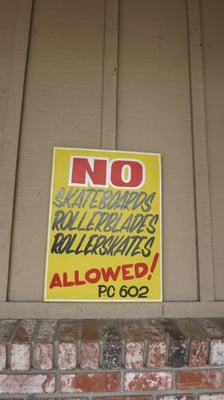 NO
SKATEBOARDS
ROLLERBLADES
ROLLERSKATES
ALLOWED!
PC 602